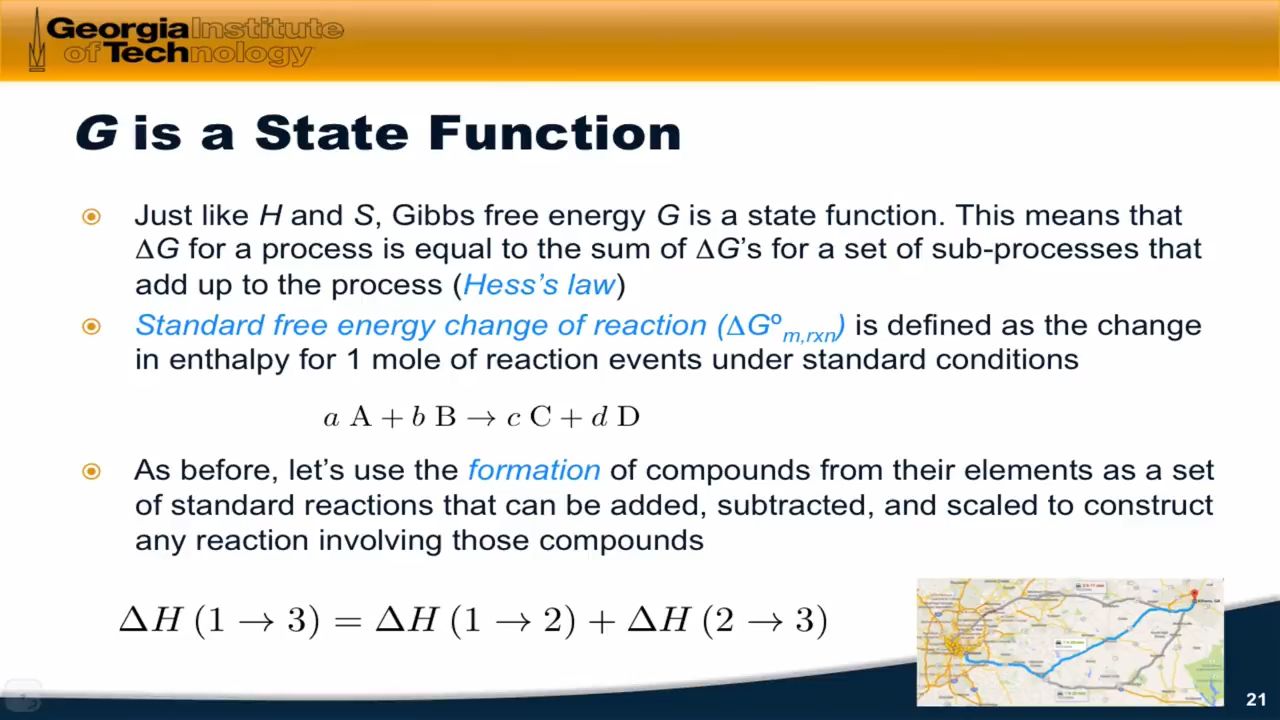 GeorgiaInstitute
of Technology
G is a State Function
Just like H and S, Gibbs free energy G is a state function. This means that
ΔG for a process is equal to the sum of ΔG's for a set of sub-processes that
add up to the process (Hess's law)
Standard free energy change of reaction (ΔGº m,rxn) is defined as the change
in enthalpy for 1 mole of reaction events under standard conditions
a A + b B → c C + d D
As before, let's use the formation of compounds from their elements as a set
of standard reactions that can be added, subtracted, and scaled to construct
any reaction involving those compounds
ΔH (1 → 3) = ΔH (1 → 2) + ΔH (2 → 3)
21